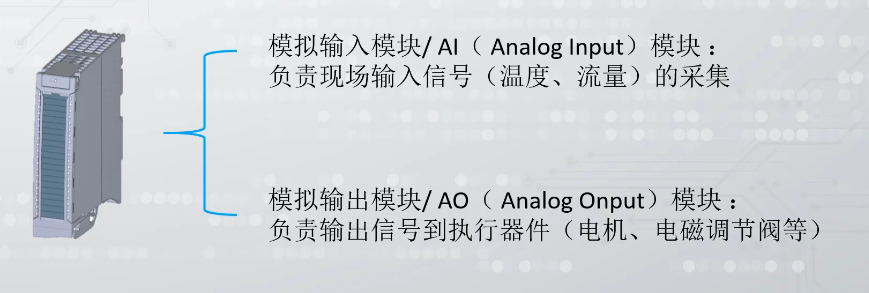 模拟输入模块/ AI（ Analog Input）模块：
负责现场输入信号（温度、流量）的采集
模拟输出模块/ AO（ Analog Onput）模块：
负责输出信号到执行器件（电机、电磁调节阀等）